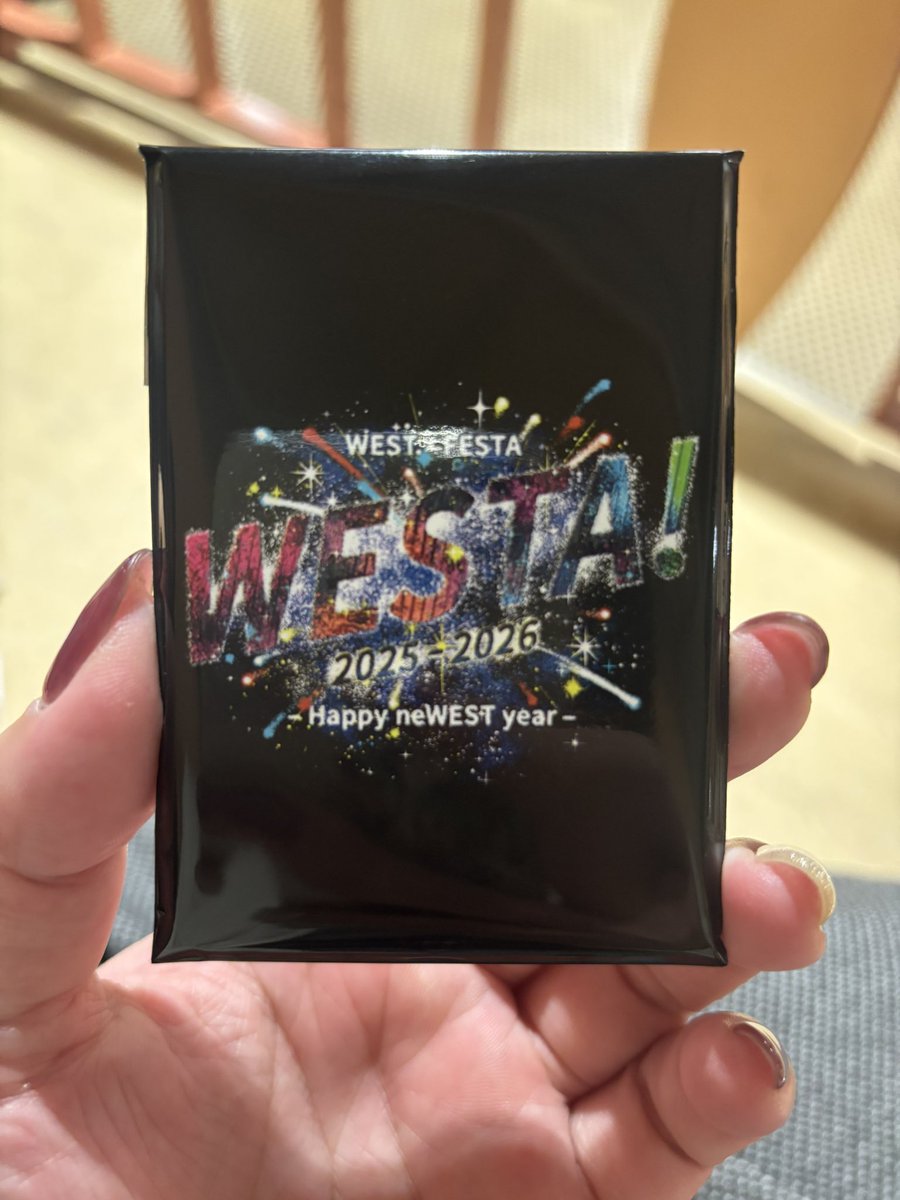 WEST. FESTA
WESTA!
2025-2026
- Happy neWEST year -